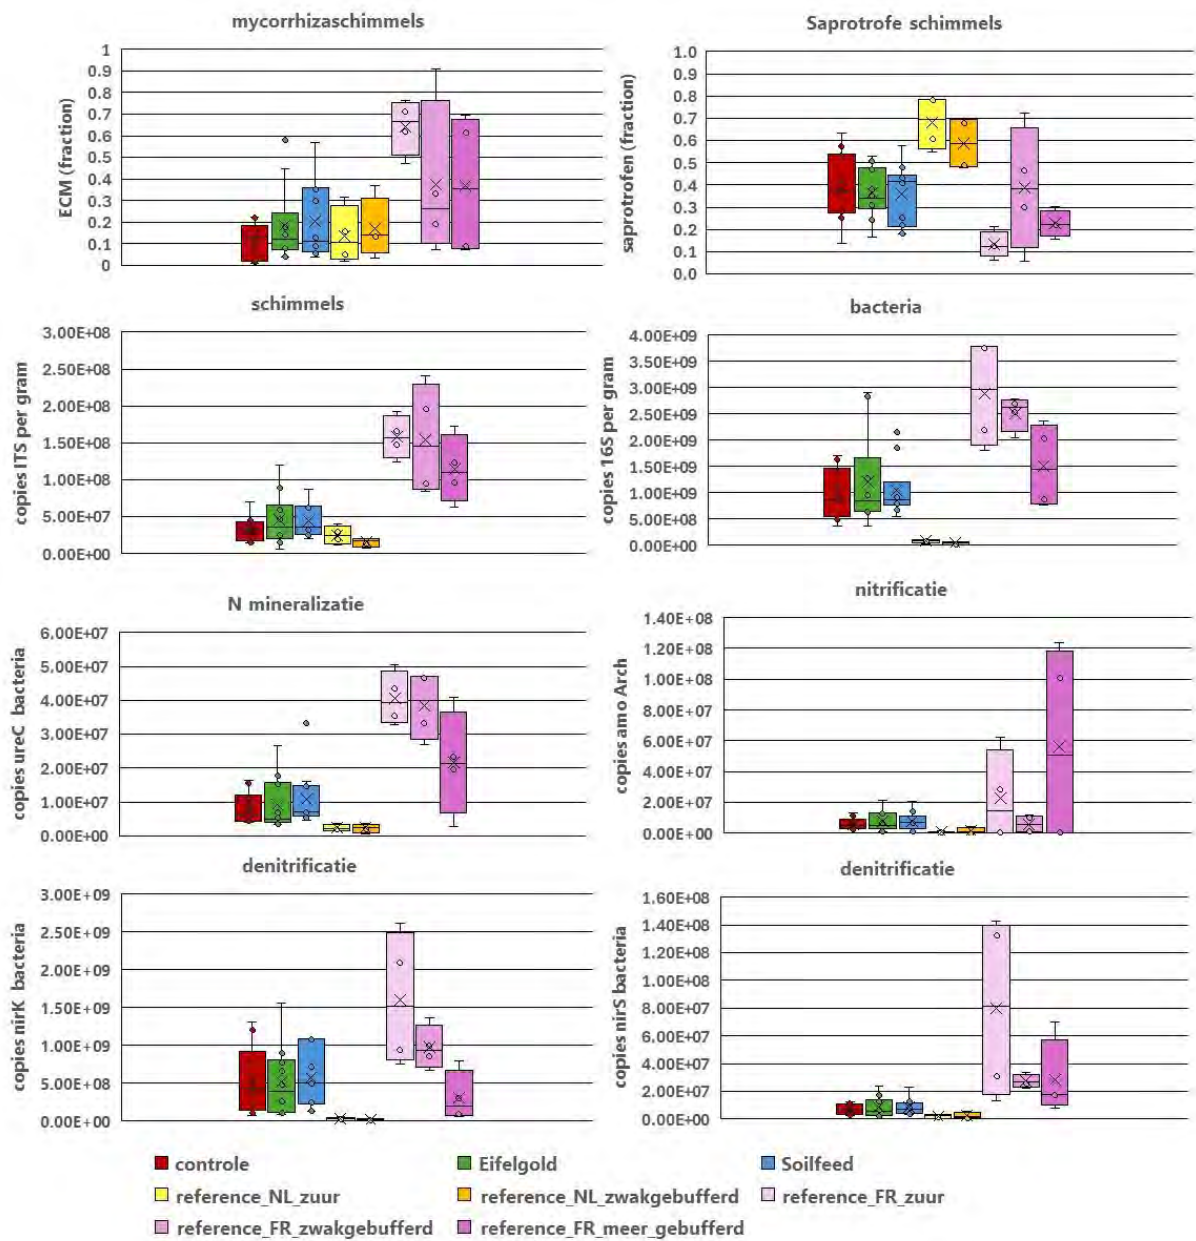 mycorrhizaschimmels
ECM (fraction)
1
0.9
0.8
0.7
0.6
0.5
0.4
0.3
0.2
0.1
0
Saprotrofe schimmels
saprotrofen (fraction)
1.0
0.9
0.8
0.7
0.6
0.5
0.4
0.3
0.2
0.1
0.0
schimmels
copies ITS per gram
3.00E+08
2.50E+08
2.00E+08
1.50E+08
1.00E+08
5.00E+07
0.00E+00
bacteria
copies 16S per gram
4.00E+09
3.50E+09
3.00E+09
2.50E+09
2.00E+09
1.50E+09
1.00E+09
5.00E+08
0.00E+00
N mineralizatie
copies ureC bacteria
6.00E+07
5.00E+07
4.00E+07
3.00E+07
2.00E+07
1.00E+07
0.00E+00
nitrificatie
copies amo Arch
1.40E+08
1.20E+08
1.00E+08
8.00E+07
6.00E+07
4.00E+07
2.00E+07
0.00E+00
denitrificatie
copies nirK bacteria
3.00E+09
2.50E+09
2.00E+09
1.50E+09
1.00E+09
5.00E+08
0.00E+00
denitrificatie
copies nirS bacteria
1.60E+08
1.40E+08
1.20E+08
1.00E+08
8.00E+07
6.00E+07
4.00E+07
2.00E+07
0.00E+00
controle
Eifelgold
Soilfeed
reference_NL_zuur
reference_NL_zwakgebufferd
reference_FR_zuur
reference_FR_zwakgebufferd
reference_FR_meer_gebufferd